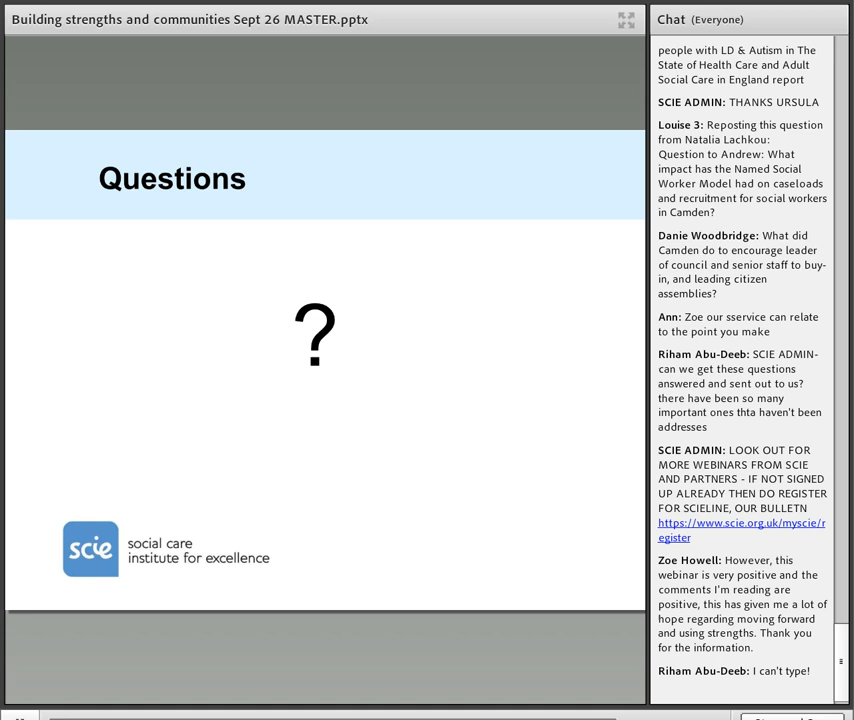 Building strengths and communities Sept 26 MASTER.pptx
Questions
?
scie
social care
institute for excellence
Chat (Everyone)
people with LD & Autism in The
State of Health Care and Adult
Social Care in England report
SCIE ADMIN: THANKS URSULA
Louise 3: Reposting this question
from Natalia Lachkou:
Question to Andrew: What
impact has the Named Social
Worker Model had on caseloads
and recruitment for social workers
in Camden?
Danie Woodbridge: What did
Camden do to encourage leader
of council and senior staff to buy-
in, and leading citizen
assemblies?
Ann: Zoe our sservice can relate
to the point you make
Riham Abu-Deeb: SCIE ADMIN-
can we get these questions
answered and sent out to us?
there have been so many
important ones thta haven't been
addresses
SCIE ADMIN: LOOK OUT FOR
MORE WEBINARS FROM SCIE
AND PARTNERS - IF NOT SIGNED
UP ALREADY THEN DO REGISTER
FOR SCIELINE, OUR BULLETN
https://www.scie.org.uk/myscie/r
egister
Zoe Howell: However, this
webinar is very positive and the
comments I'm reading are
positive, this has given me a lot of
hope regarding moving forward
and using strengths. Thank you
for the information.
Riham Abu-Deeb: I can't type!